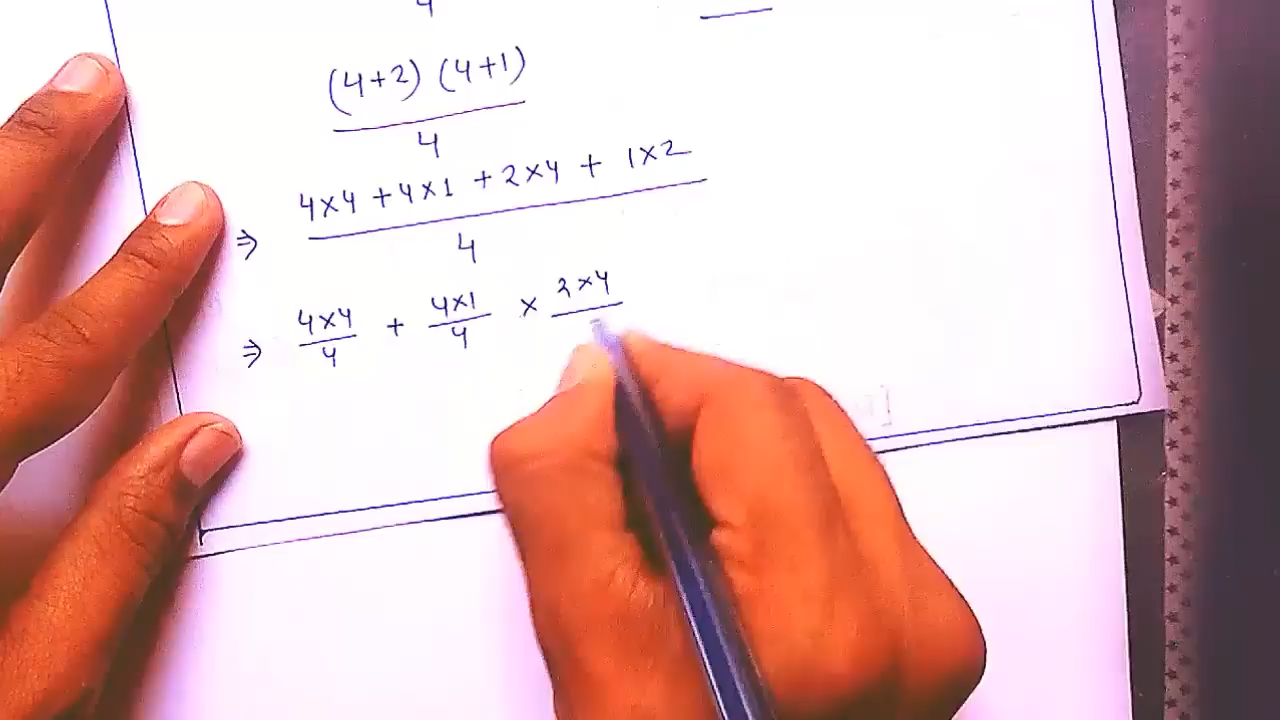 4
(4+2) (4+1)
4
⇒ 4×4 + 4×1 + 2×4 + 1×2
4
⇒ 4×4 + 4×1 × 2×4
4 4